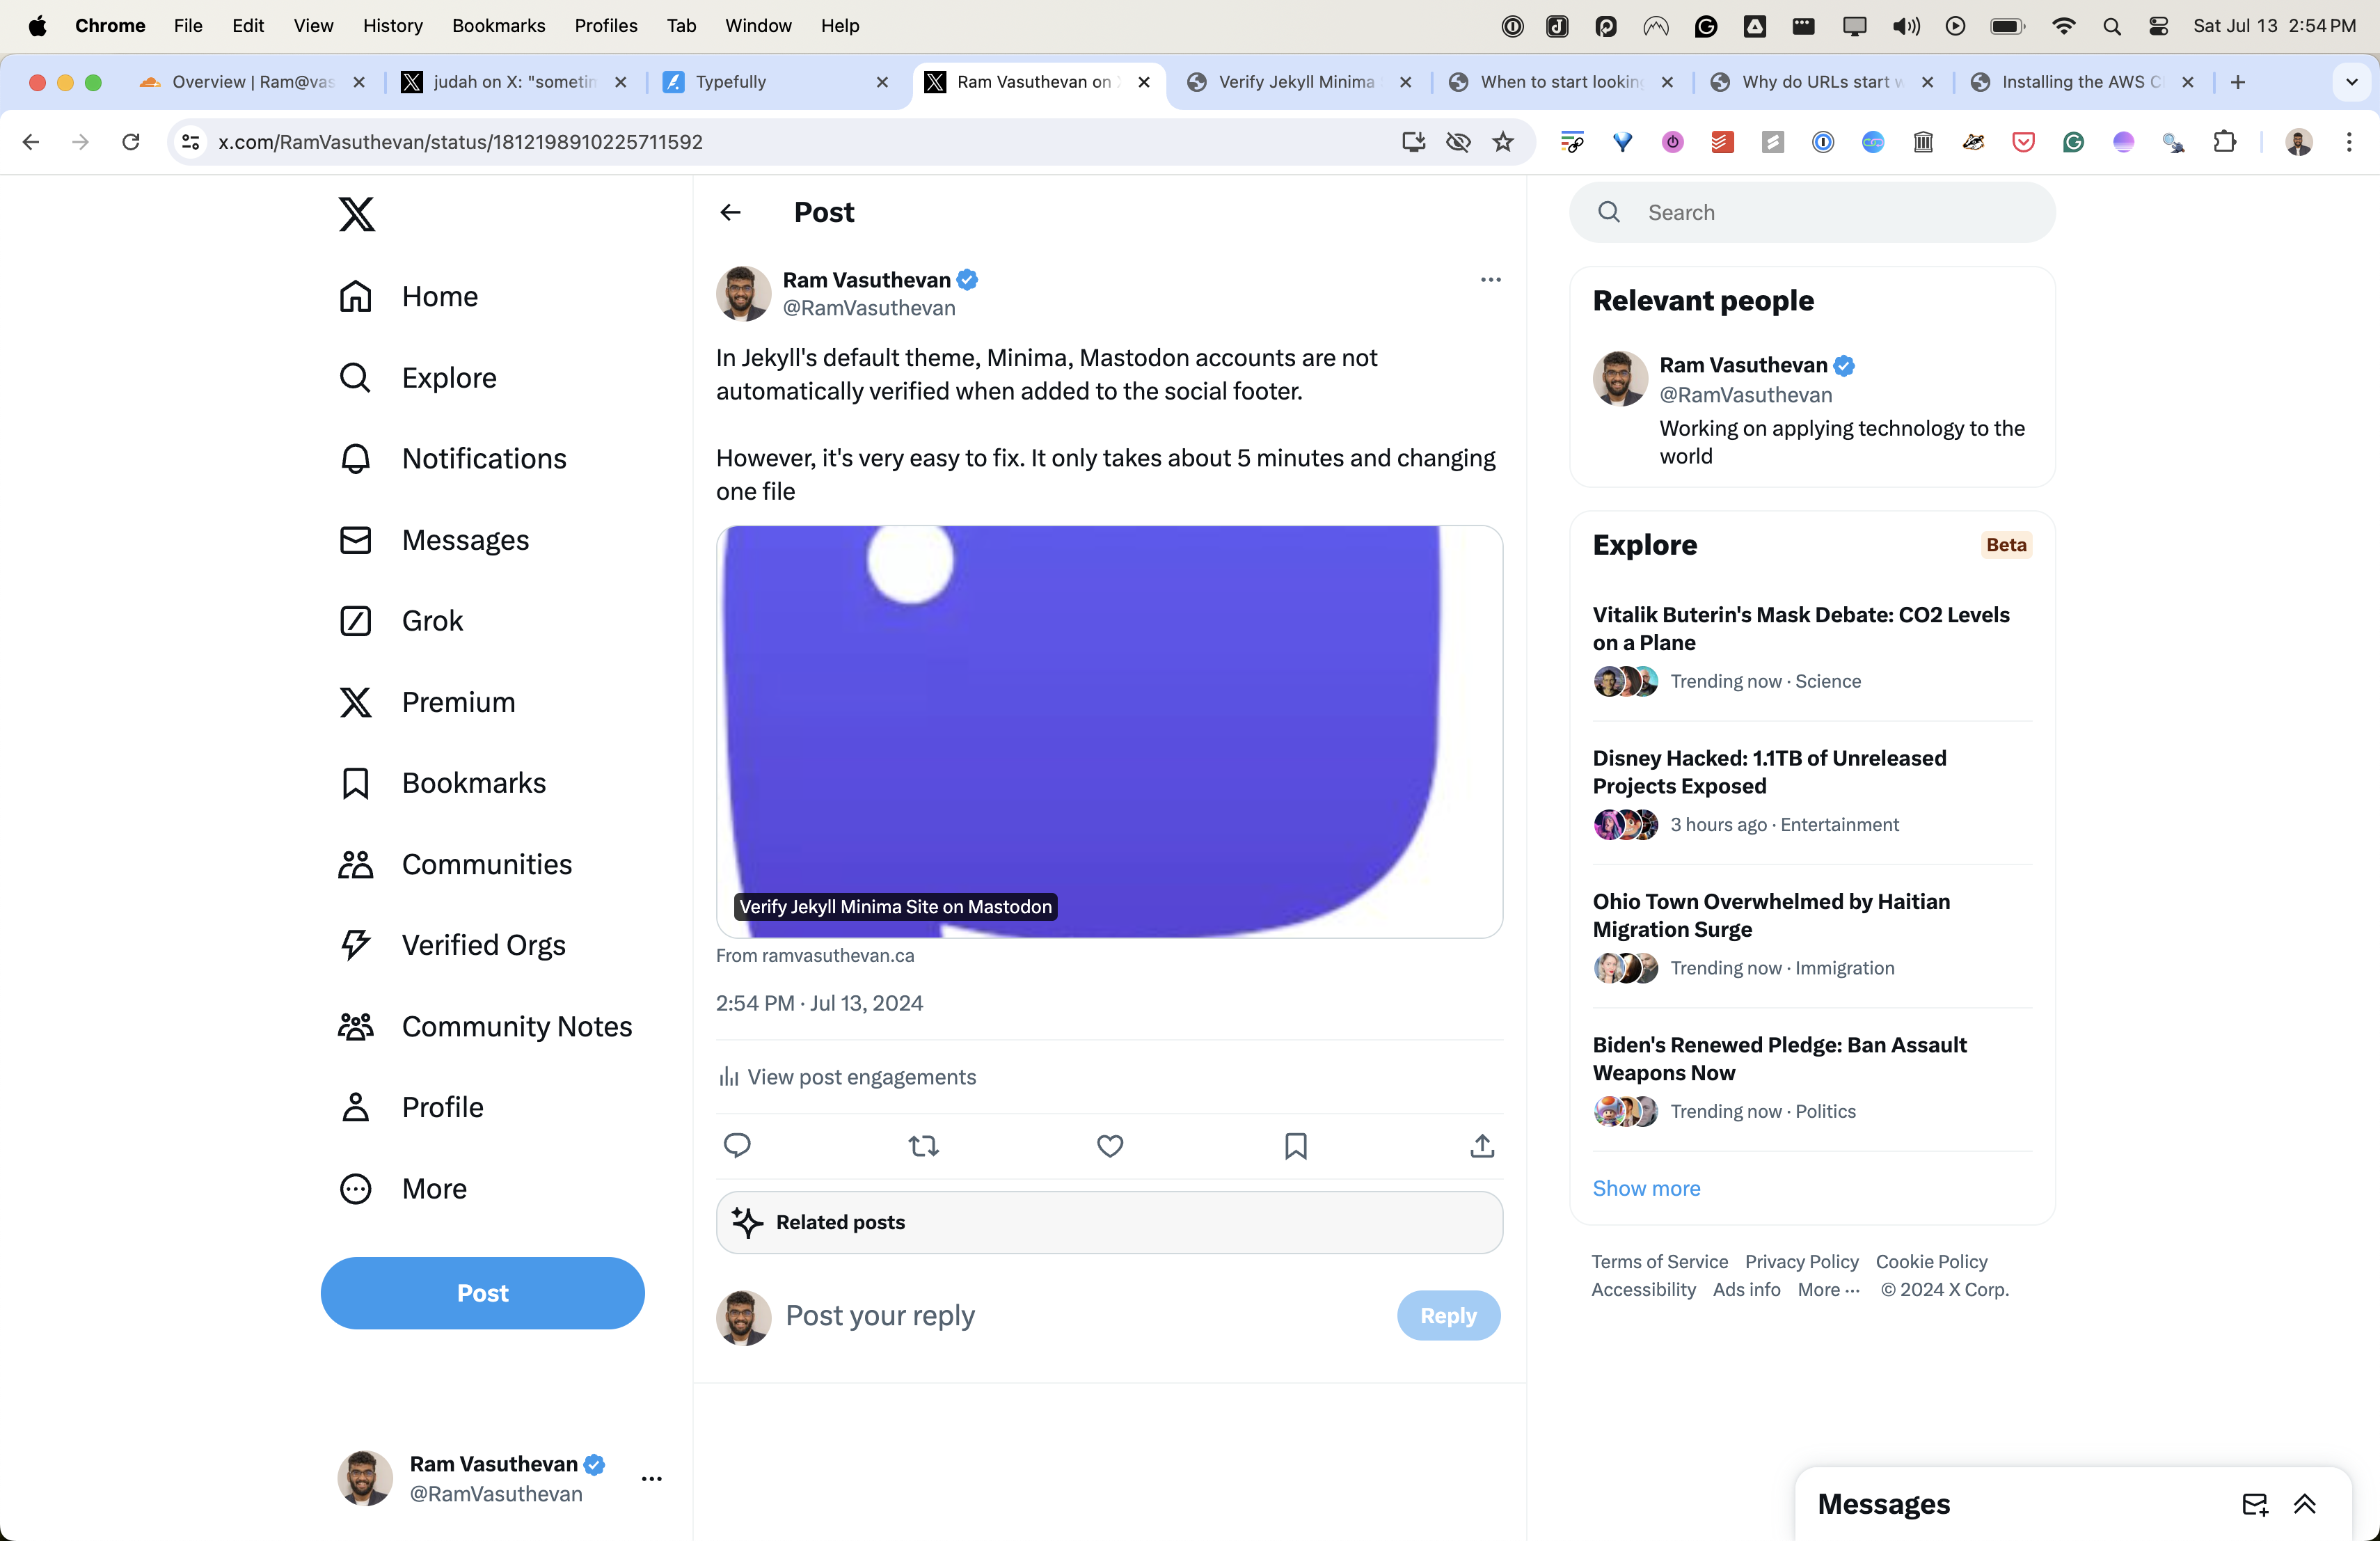 Chrome File Edit View History Bookmarks Profiles Tab Window Help
Sat Jul 13 2:54 PM
Overview | Ram@vas
judah on X: "sometim
Typefully
Ram Vasuthevan on
Verify Jekyll Minima
When to start looking
Why do URLs start w
Installing the AWS C
x.com/RamVasuthevan/status/1812198910225711592
Home
Explore
Notifications
Messages
Grok
Premium
Bookmarks
Communities
Verified Orgs
Community Notes
Profile
More
Post
Ram Vasuthevan
@RamVasuthevan
Post
Ram Vasuthevan
@RamVasuthevan
In Jekyll's default theme, Minima, Mastodon accounts are not
automatically verified when added to the social footer.
However, it's very easy to fix. It only takes about 5 minutes and changing
one file
Verify Jekyll Minima Site on Mastodon
From ramvasuthevan.ca
2:54 PM · Jul 13, 2024
View post engagements
Related posts
Post your reply
Reply
Search
Relevant people
Ram Vasuthevan
@RamVasuthevan
Working on applying technology to the
world
Explore
Beta
Vitalik Buterin's Mask Debate: CO2 Levels
on a Plane
Trending now · Science
Disney Hacked: 1.1TB of Unreleased
Projects Exposed
3 hours ago · Entertainment
Ohio Town Overwhelmed by Haitian
Migration Surge
Trending now · Immigration
Biden's Renewed Pledge: Ban Assault
Weapons Now
Trending now · Politics
Show more
Terms of Service Privacy Policy Cookie Policy
Accessibility Ads info More ··· © 2024 X Corp.
Messages